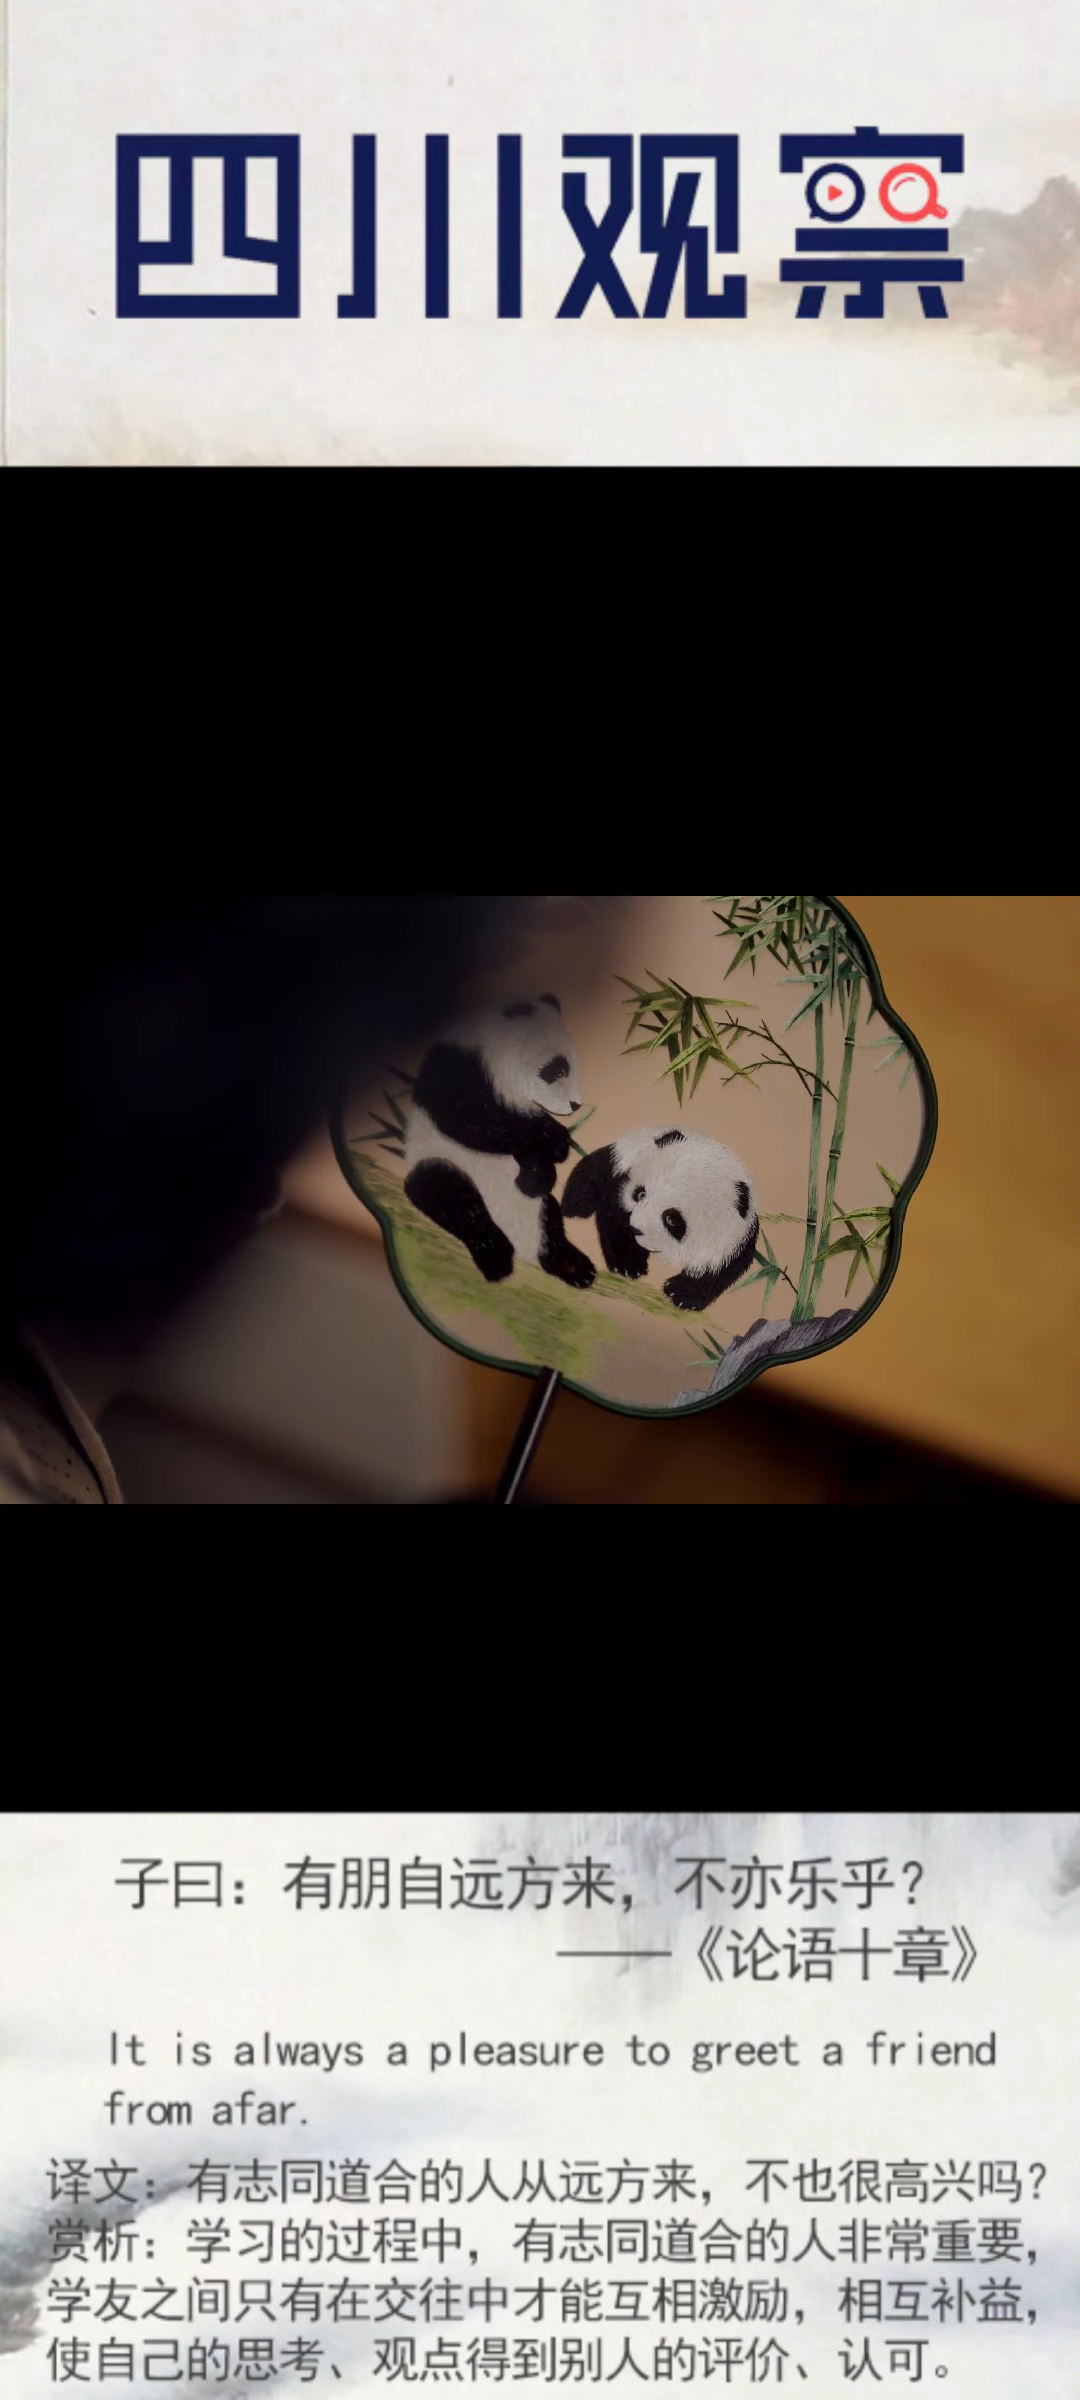 四川观察
子曰：有朋自远方来，不亦乐乎？
——《论语十章》
It is always a pleasure to greet a friend
from afar.
译文：有志同道合的人从远方来，不也很高兴吗？
赏析：学习的过程中，有志同道合的人非常重要，
学友之间只有在交往中才能互相激励，相互补益，
使自己的思考、观点得到别人的评价、认可。